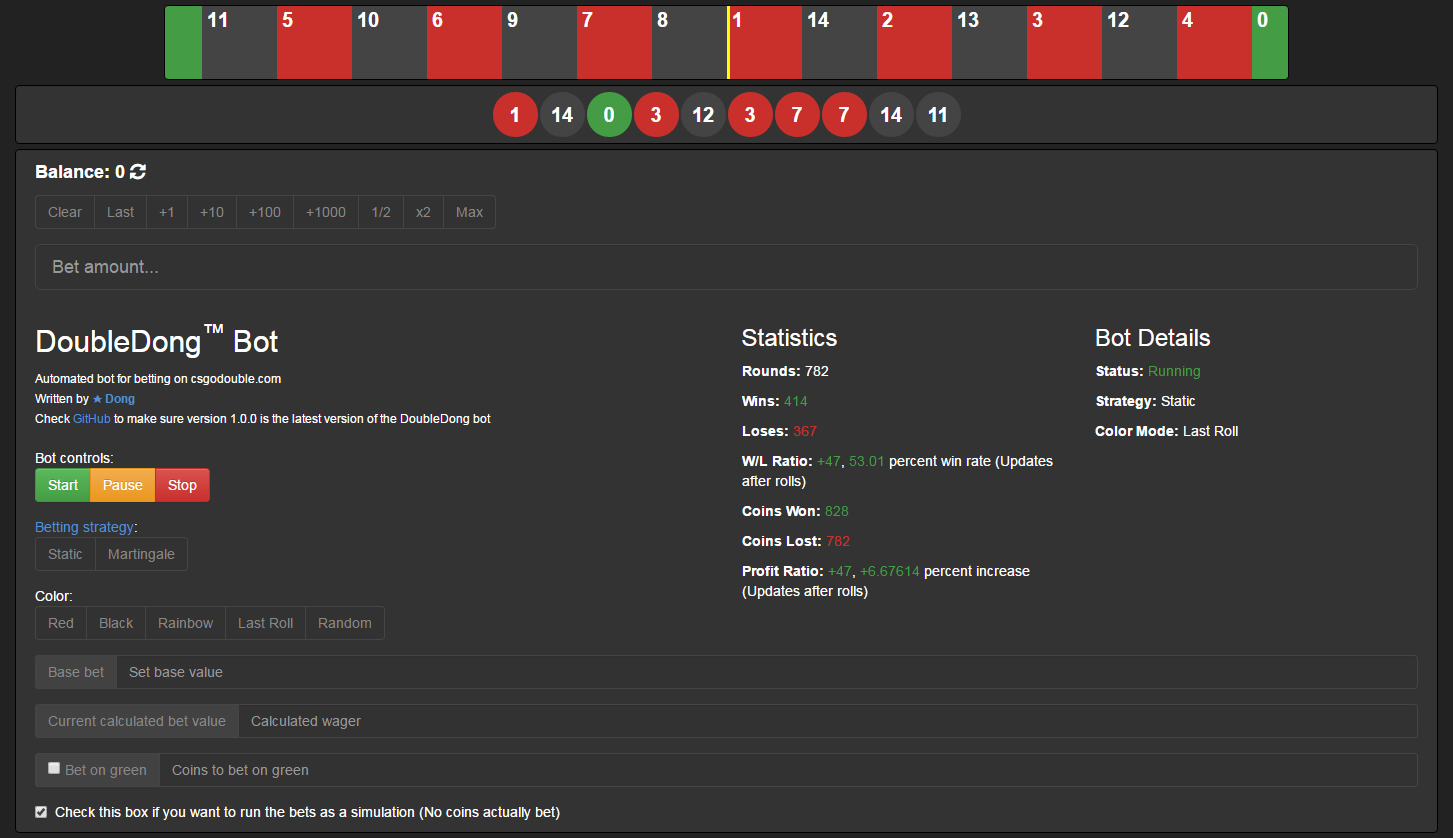 11 5 10 6 9 7 8 1 14 2 13 3 12 4 0
1 14 0 3 12 3 7 7 14 11
Balance: 0
Clear Last +1 +10 +100 +1000 1/2 x2 Max
Bet amount...
DoubleDong™ Bot
Automated bot for betting on csgodouble.com
Written by ★ Dong
Check GitHub to make sure version 1.0.0 is the latest version of the DoubleDong bot
Bot controls:
Start Pause Stop
Betting strategy:
Static Martingale
Color:
Red Black Rainbow Last Roll Random
Statistics
Rounds: 782
Wins: 414
Loses: 367
W/L Ratio: +47, 53.01 percent win rate (Updates
after rolls)
Coins Won: 828
Coins Lost: 782
Profit Ratio: +47, +6.67614 percent increase
(Updates after rolls)
Bot Details
Status: Running
Strategy: Static
Color Mode: Last Roll
Base bet Set base value
Current calculated bet value Calculated wager
Bet on green Coins to bet on green
Check this box if you want to run the bets as a simulation (No coins actually bet)